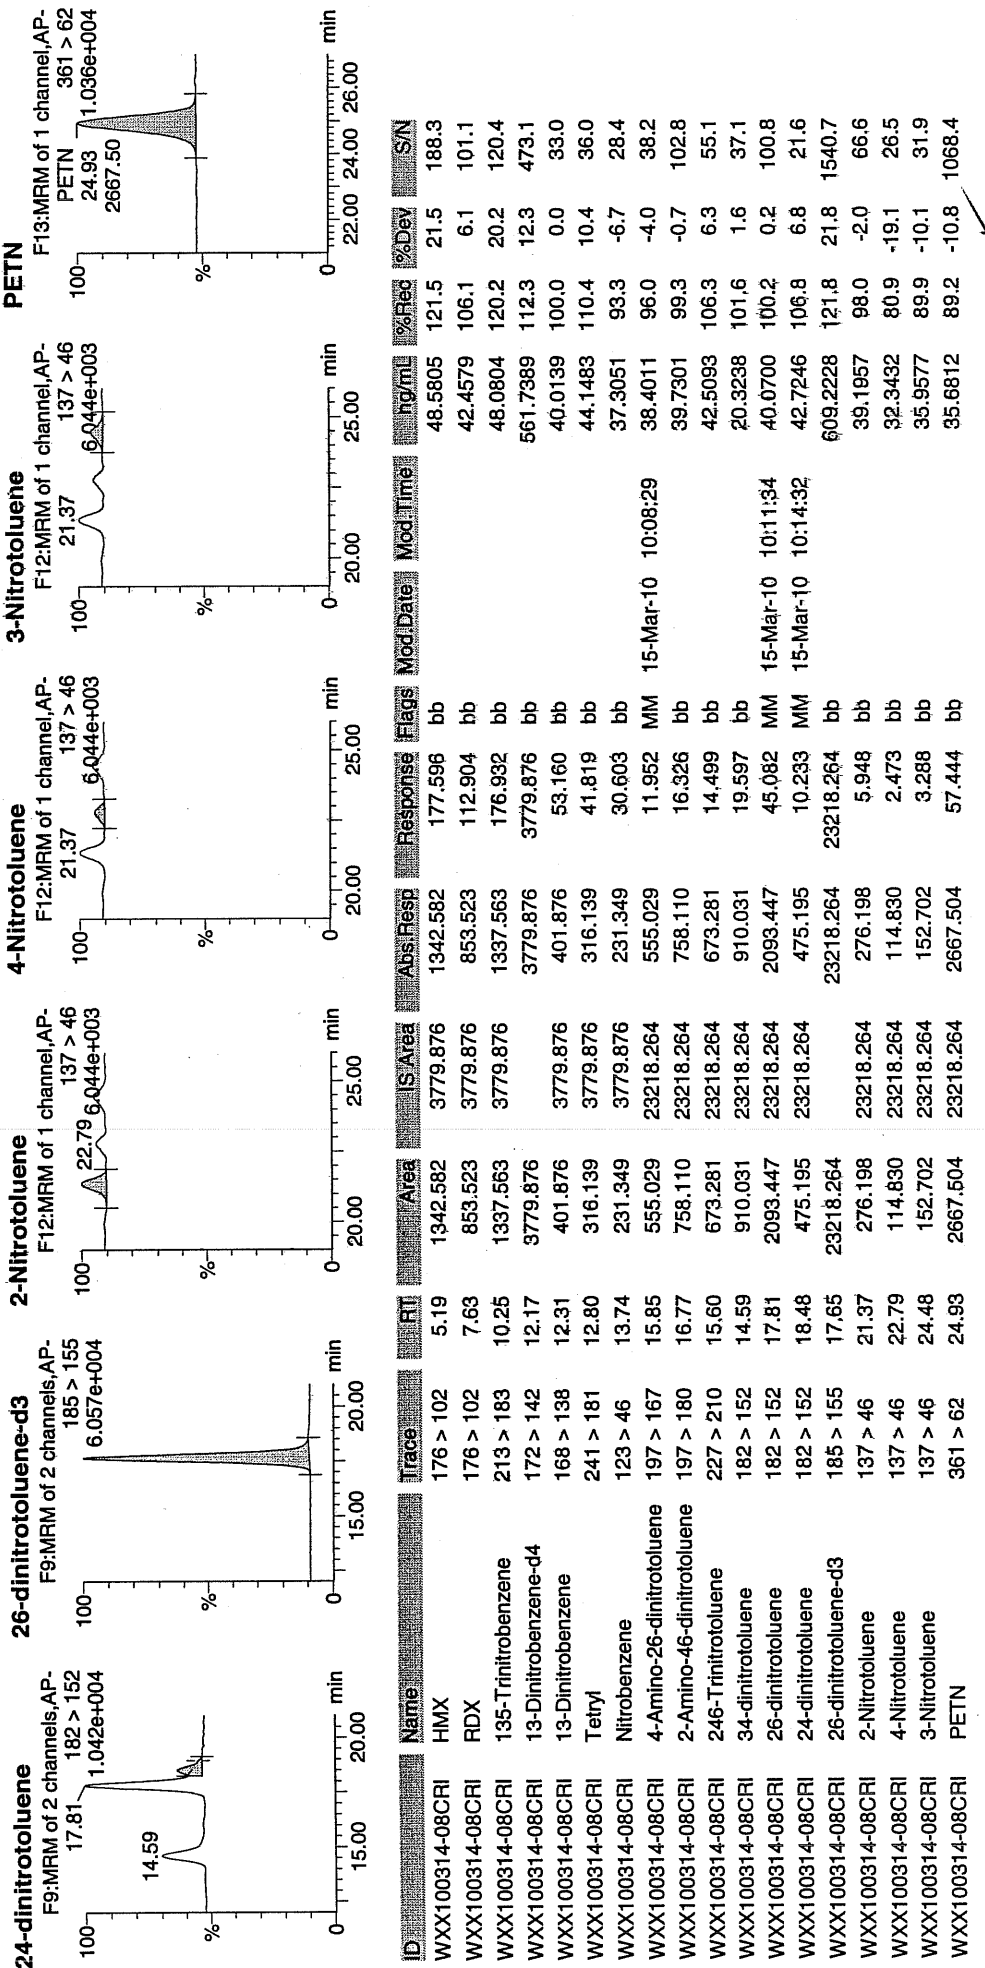 24-dinitrotoluene
F9:MRM of 2 channels,AP-
182 > 152
1.042e+004
17.81
14.59
100
%
0
15.00
20.00
min
26-dinitrotoluene-d3
F9:MRM of 2 channels,AP-
185 > 155
6.057e+004
100
%
0
15.00
20.00
min
2-Nitrotoluene
F12:MRM of 1 channel,AP-
137 > 46
6.044e+003
22.79
100
%
0
20.00
25.00
min
4-Nitrotoluene
F12:MRM of 1 channel,AP-
137 > 46
6.044e+003
21.37
100
%
0
20.00
25.00
min
3-Nitrotoluene
F12:MRM of 1 channel,AP-
137 > 46
6.044e+003
21.37
100
%
0
20.00
25.00
min
PETN
F13:MRM of 1 channel,AP-
361 > 62
1.036e+004
PETN
24.93
2667.50
100
%
0
22.00
24.00
26.00
min
ID Name Trace RT Area IS Area Abs.Resp Response Flags Mod.Date Mod.Time ng/mL %Rec %Dev S/N
WXX100314-08CRI HMX 176 > 102 5.19 1342.582 3779.876 1342.582 177.598 bb 48.5805 121.5 21.5 188.3
WXX100314-08CRI RDX 176 > 102 7.63 853.523 3779.876 853.523 112.904 bb 42.4579 106.1 6.1 101.1
WXX100314-08CRI 135-Trinitrobenzene 213 > 183 10.25 1337.563 3779.876 1337.563 176.932 bb 48.0804 120.2 20.2 120.4
WXX100314-08CRI 13-Dinitrobenzene-d4 172 > 142 12.17 3779.876 3779.876 3779.876 bb 561.7389 112.3 12.3 473.1
WXX100314-08CRI 13-Dinitrobenzene 168 > 138 12.31 401.876 3779.876 401.876 53.160 bb 40.0139 100.0 0.0 33.0
WXX100314-08CRI Tetryl 241 > 181 12.80 316.139 3779.876 316.139 41.819 bb 44.1483 110.4 10.4 36.0
WXX100314-08CRI Nitrobenzene 123 > 46 13.74 231.349 3779.876 231.349 30.603 bb 37.3051 93.3 -6.7 28.4
WXX100314-08CRI 4-Amino-26-dinitrotoluene 197 > 167 15.85 555.029 23218.264 555.029 11.952 MM 15-Mar-10 10:08:29 38.4011 96.0 -4.0 38.2
WXX100314-08CRI 2-Amino-46-dinitrotoluene 197 > 180 16.77 758.110 23218.264 758.110 16.326 bb 39.7301 99.3 -0.7 102.8
WXX100314-08CRI 246-Trinitrotoluene 227 > 210 15.60 673.281 23218.264 673.281 14.499 bb 42.5093 106.3 6.3 55.1
WXX100314-08CRI 34-dinitrotoluene 182 > 152 14.59 910.031 23218.264 910.031 19.597 bb 20.3238 101.6 1.6 37.1
WXX100314-08CRI 26-dinitrotoluene 182 > 152 17.81 2093.447 23218.264 2093.447 45.082 MM 15-Mar-10 10:11:34 40.0700 100.2 0.2 100.8
WXX100314-08CRI 24-dinitrotoluene 182 > 152 18.48 475.195 23218.264 475.195 10.233 MM 15-Mar-10 10:14:32 42.7246 106.8 6.8 21.6
WXX100314-08CRI 26-dinitrotoluene-d3 185 > 155 17.65 23218.264 23218.264 23218.264 bb 609.2228 121.8 21.8 1540.7
WXX100314-08CRI 2-Nitrotoluene 137 > 46 21.37 276.198 23218.264 276.198 5.948 bb 39.1957 98.0 -2.0 66.6
WXX100314-08CRI 4-Nitrotoluene 137 > 46 22.79 114.830 23218.264 114.830 2.473 bb 32.3432 80.9 -19.1 26.5
WXX100314-08CRI 3-Nitrotoluene 137 > 46 24.48 152.702 23218.264 152.702 3.288 bb 35.9577 89.9 -10.1 31.9
WXX100314-08CRI PETN 361 > 62 24.93 2667.504 23218.264 2667.504 57.444 bb 35.6812 89.2 -10.8 1068.4